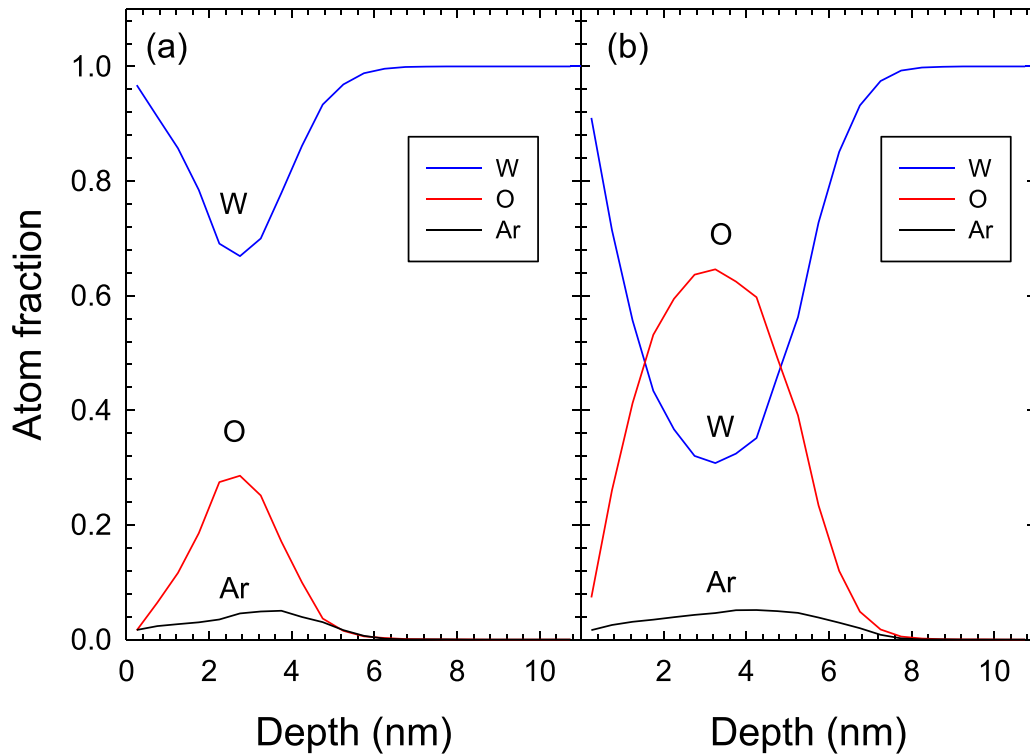 (a)
(b)
1.0
0.8
0.6
0.4
0.2
0.0
Atom fraction
W
O
Ar
W
O
Ar
W
O
Ar
O
W
Ar
0 2 4 6 8 10
2 4 6 8 10
Depth (nm)
Depth (nm)